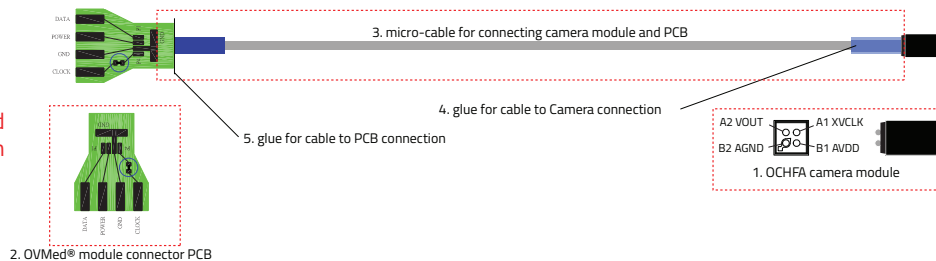 DATA
POWER
GND
CLOCK
GND
3. micro-cable for connecting camera module and PCB
4. glue for cable to Camera connection
5. glue for cable to PCB connection
A2 VOUT
A1 XVCLK
B2 AGND
B1 AVDD
1. OCHFA camera module
GND
DATA
POWER
GND
CLOCK
2. OVMed® module connector PCB